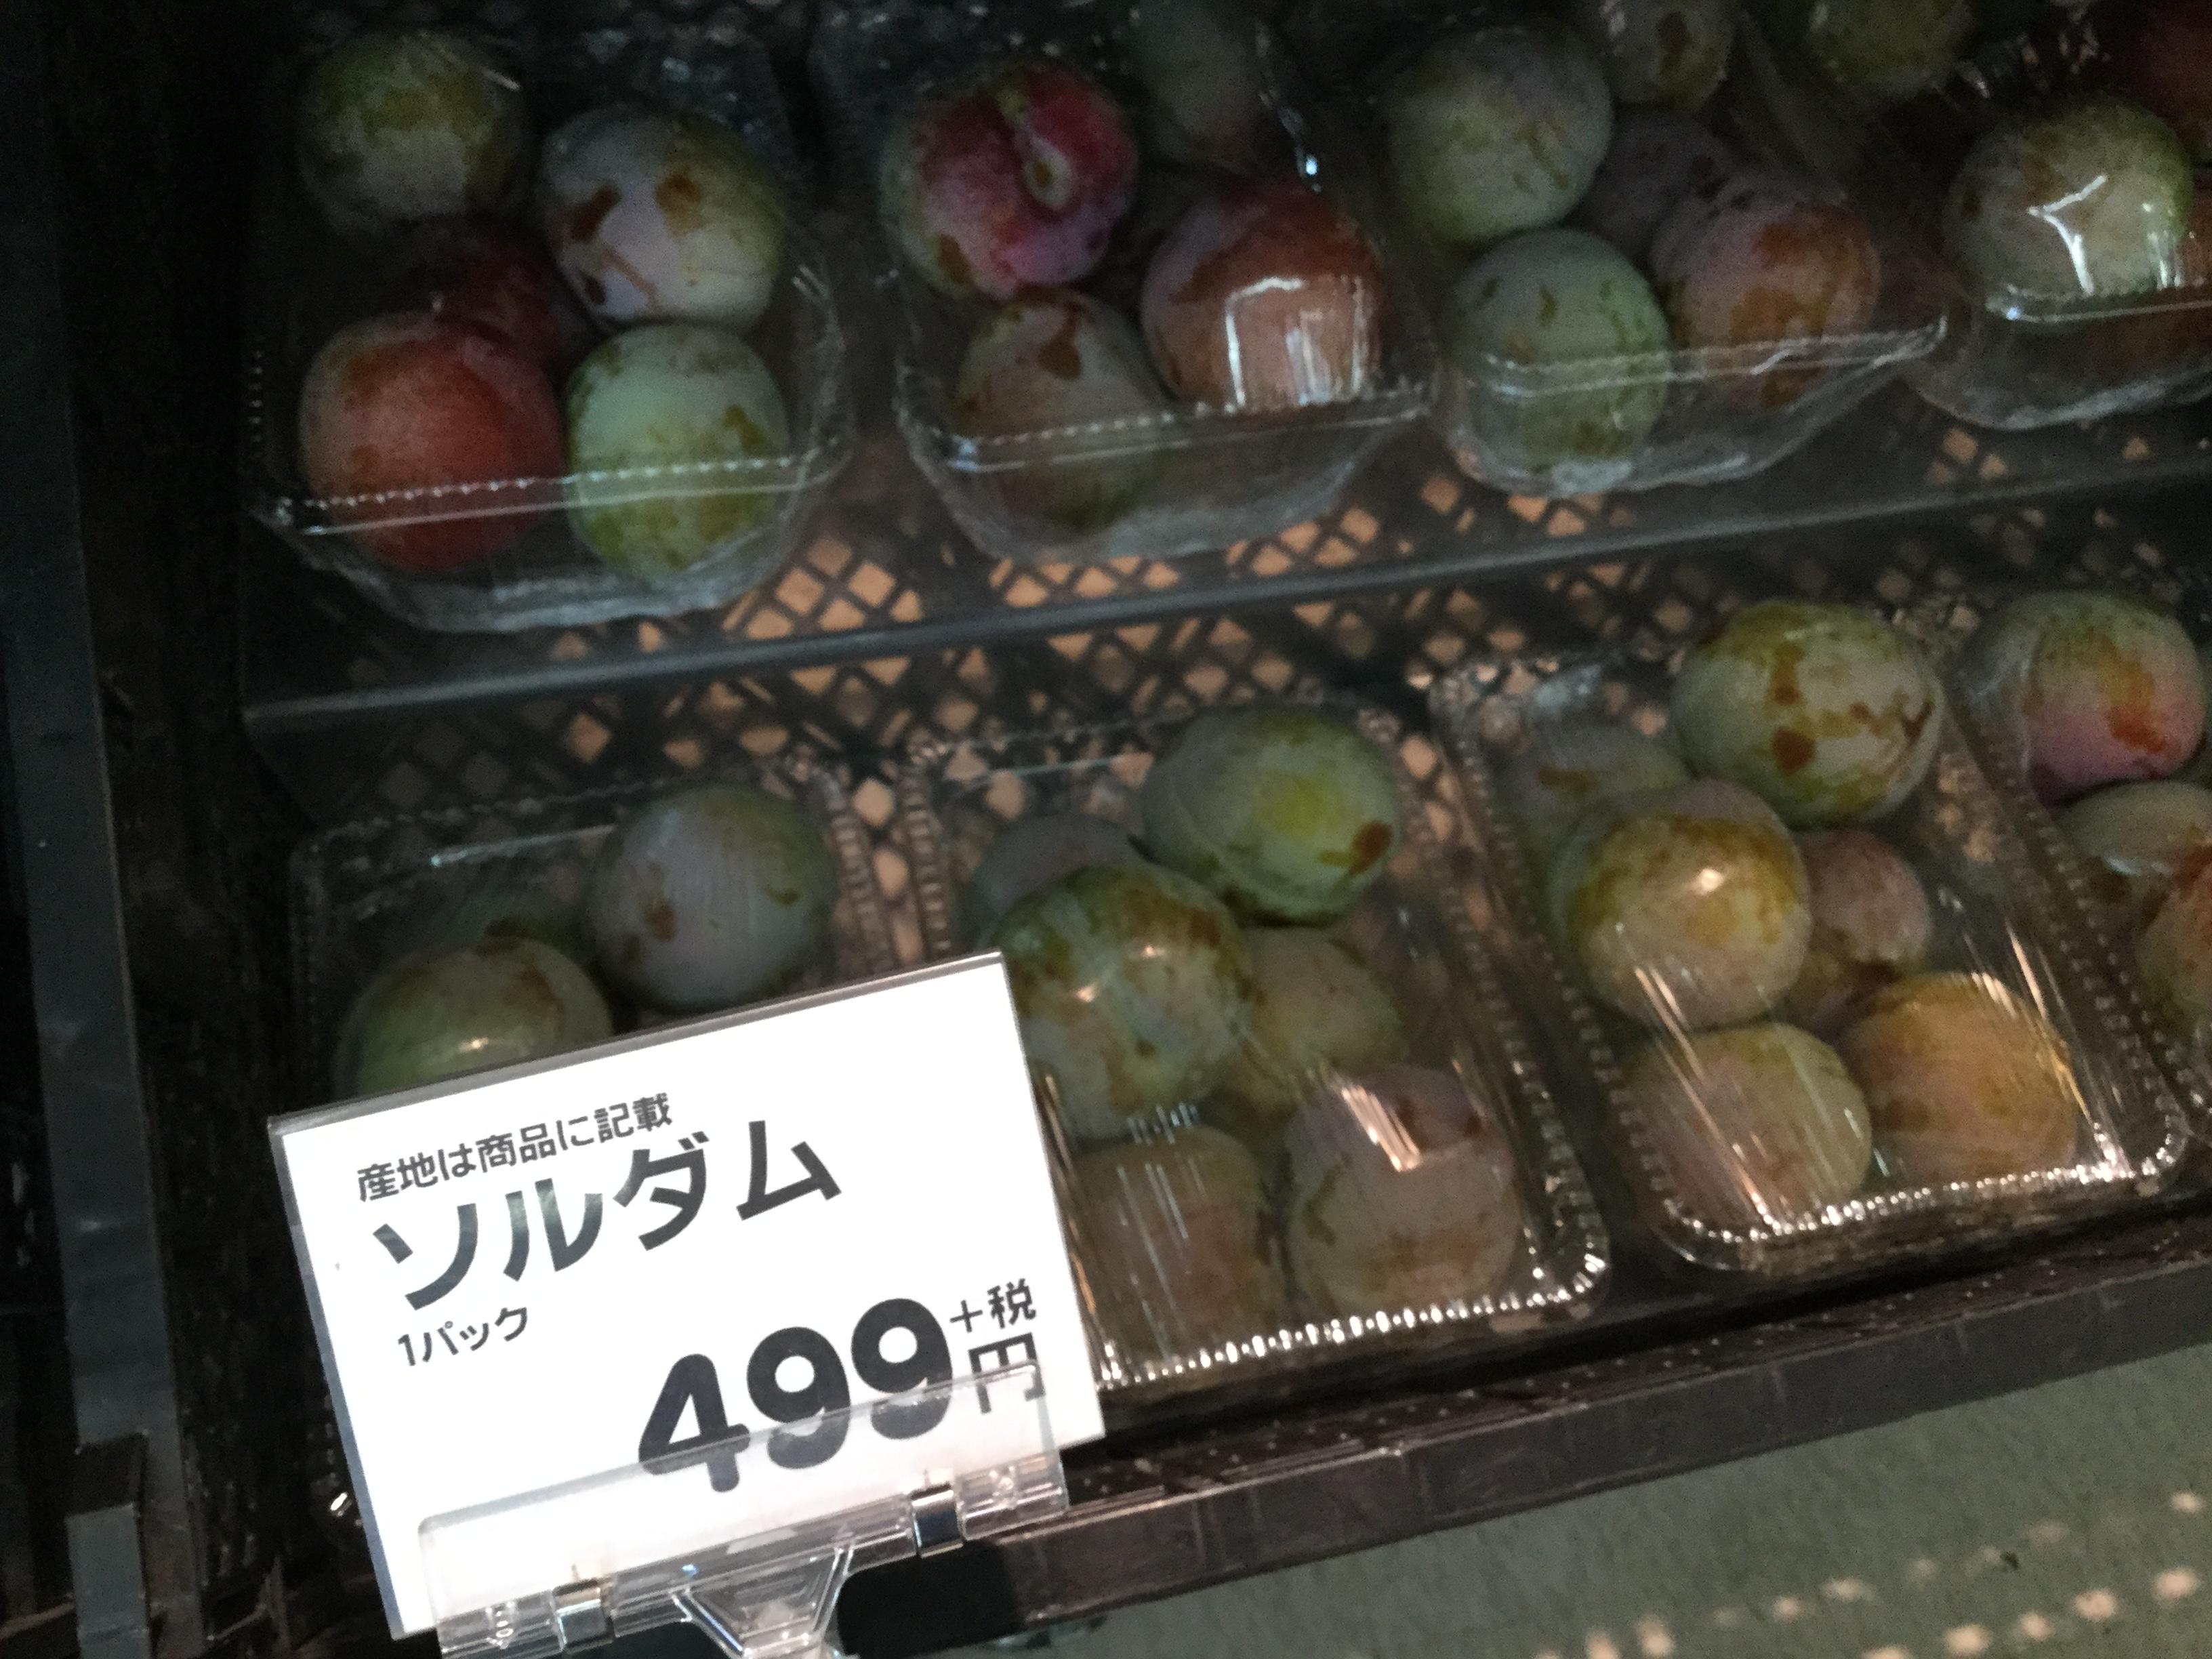 産地は商品に記載
ソルダム
1パック
499
+税
円